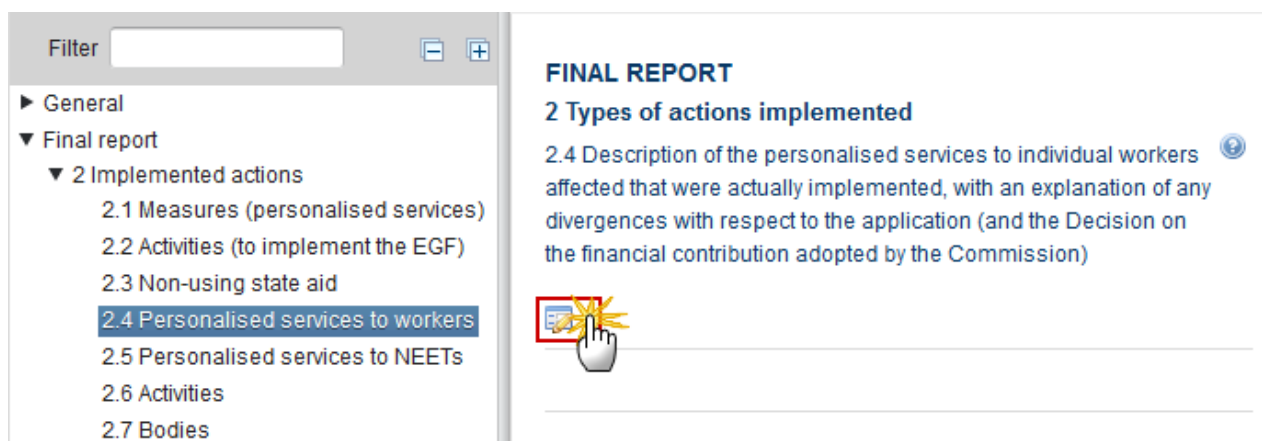 Filter
General
Final report
2 Implemented actions
2.1 Measures (personalised services)
2.2 Activities (to implement the EGF)
2.3 Non-using state aid
2.4 Personalised services to workers
2.5 Personalised services to NEETs
2.6 Activities
2.7 Bodies
FINAL REPORT
2 Types of actions implemented
2.4 Description of the personalised services to individual workers
affected that were actually implemented, with an explanation of any
divergences with respect to the application (and the Decision on
the financial contribution adopted by the Commission)